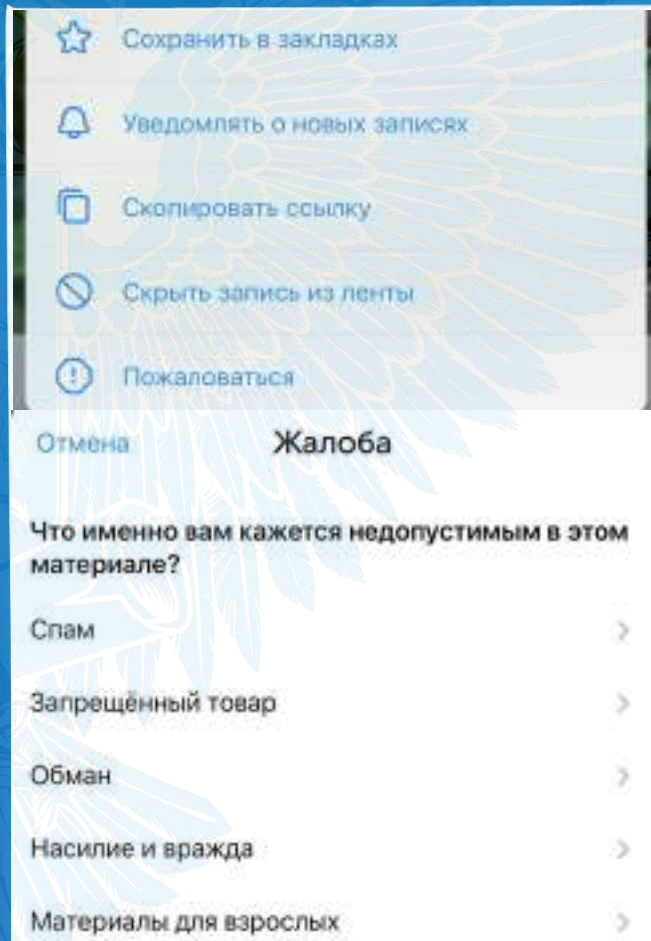 Сохранить в закладках
Уведомлять о новых записях
Скопировать ссылку
Скрыть запись из ленты
Пожаловаться
Отмена Жалоба
Что именно вам кажется недопустимым в этом
материале?
Спам
Запрещённый товар
Обман
Насилие и вражда
Материалы для взрослых